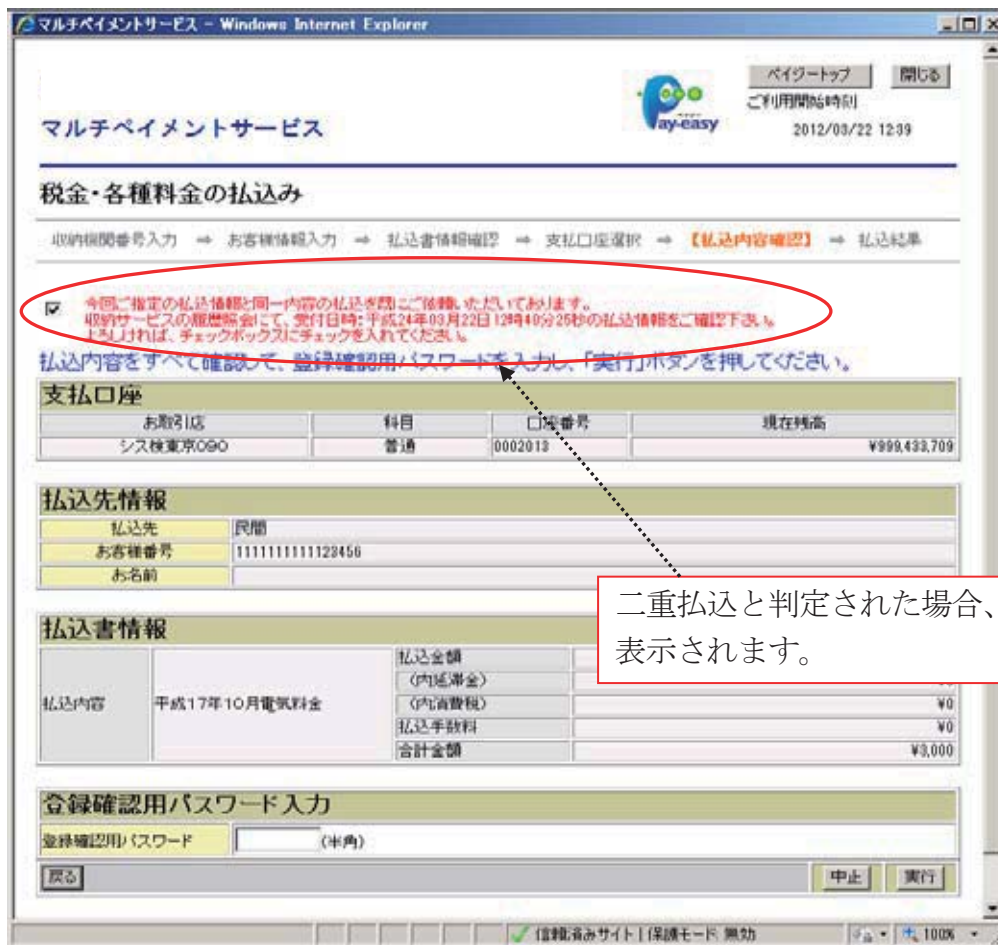 マルチペイメントサービス - Windows Internet Explorer
ペイジートップ 閉じる
Pay-easy
ご利用開始時刻
マルチペイメントサービス
2012/03/22 12:39
税金・各種料金の払込み
収納機関番号入力 ⇒ お客様情報入力 ⇒ 払込書情報確認 ⇒ 支払口座選択 ⇒ 【払込内容確認】 ⇒ 払込結果
今回ご指定の払込情報と同一内容の払込を既にご依頼いただいております。
収納サービスの履歴照会にて、受付日時:平成24年03月22日12時40分25秒の払込情報をご確認下さい。
よろしければ、チェックボックスにチェックを入れてください。
払込内容をすべて確認して、登録確認用パスワードを入力し、「実行」ボタンを押してください。
支払口座
お取引店 科目 口座番号 現在残高
シス検東京090 普通 0002013 ¥999,433,709
払込先情報
払込先 民間
お客様番号 1111111111123456
お名前
二重払込と判定された場合、
表示されます。
払込書情報
払込内容 平成17年10月電気料金
払込金額
(内延滞金)
(内消費税) ¥0
払込手数料 ¥0
合計金額 ¥3,000
登録確認用パスワード入力
登録確認用パスワード (半角)
戻る 中止 実行
信頼済みサイト | 保護モード: 無効 100%